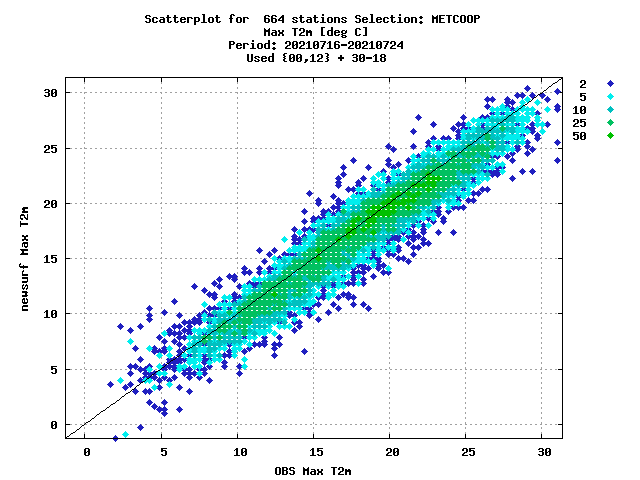 Scatterplot for  664 stations Selection: METCOOP
Max T2m [deg C]
Period: 20210716-20210724
Used {00,12} + 30-18
2
5
10
25
50
30
25
20
15
10
5
0
newsurf Max T2m
0 5 10 15 20 25 30
OBS Max T2m